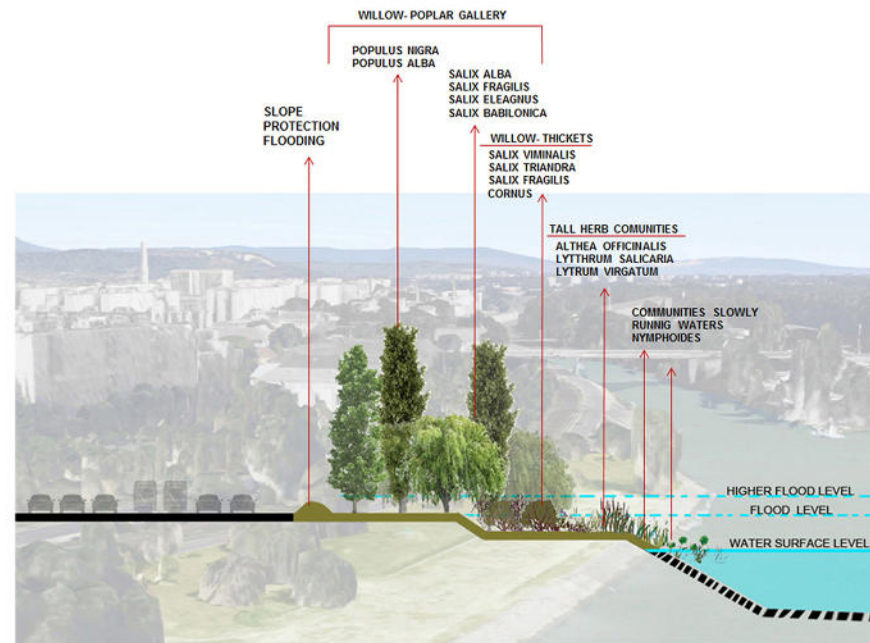 WILLOW- POPLAR GALLERY
POPULUS NIGRA
POPULUS ALBA
SALIX ALBA
SALIX FRAGILIS
SALIX ELEAGNUS
SALIX BABILONICA
SLOPE
PROTECTION
FLOODING
WILLOW- THICKETS
SALIX VIMINALIS
SALIX TRIANDRA
SALIX FRAGILIS
CORNUS
TALL HERB COMUNITIES
ALTHEA OFFICINALIS
LYTTHRUM SALICARIA
LYTRUM VIRGATUM
COMMUNITIES SLOWLY
RUNNIG WATERS
NYMPHOIDES
HIGHER FLOOD LEVEL
FLOOD LEVEL
WATER SURFACE LEVEL